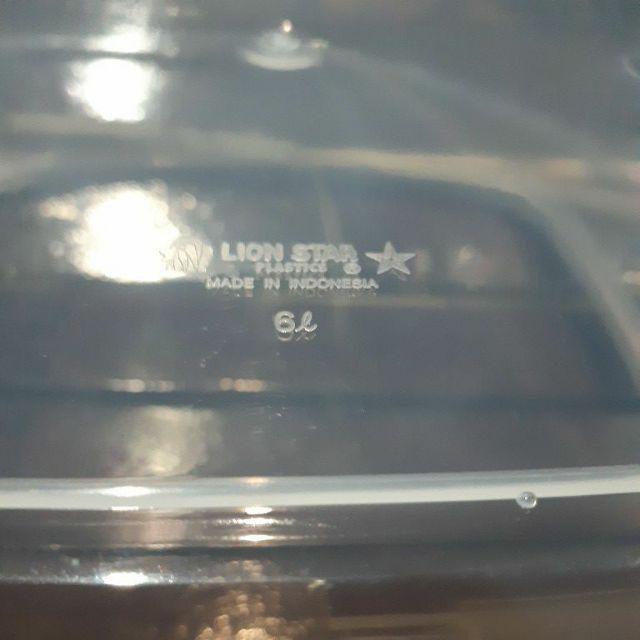 LION STAR
PLASTICS ®
MADE IN INDONESIA
6ℓ